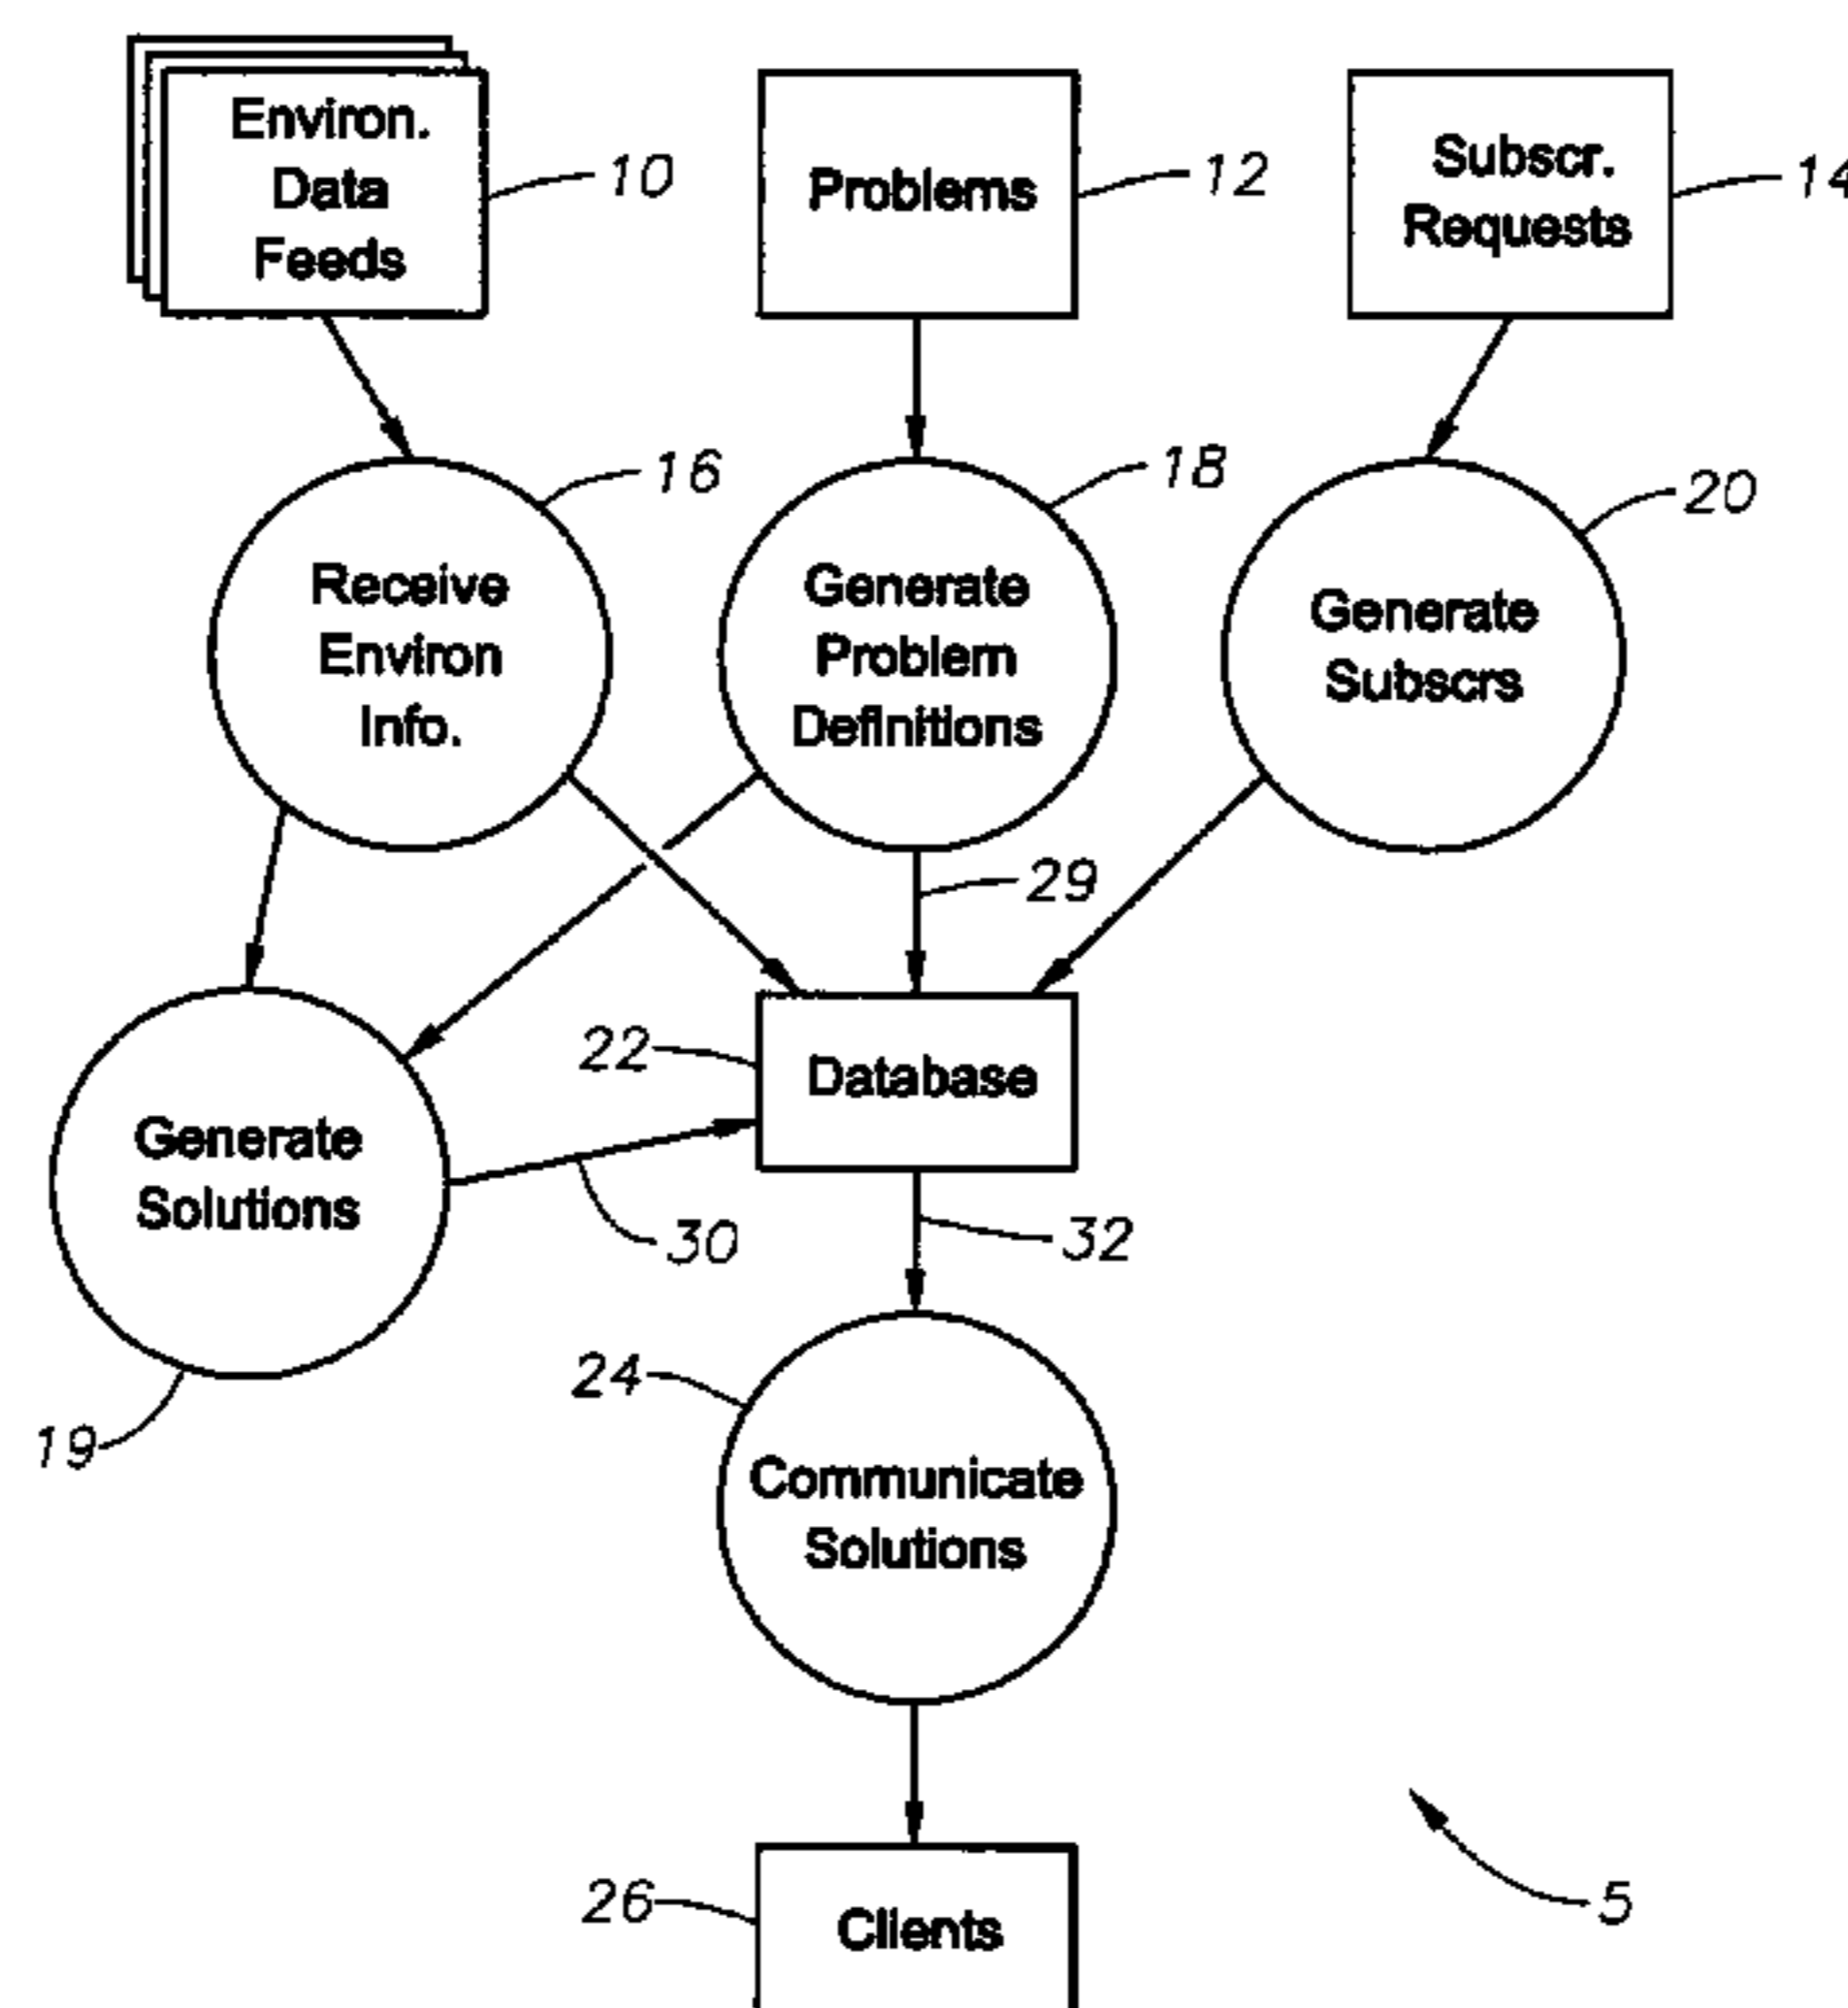 Environ.
Data
Feeds
10
Problems
12
Subscr.
Requests
14
Receive
Environ
Info.
16
Generate
Problem
Definitions
18
Generate
Subscrs
20
29
22
Database
Generate
Solutions
30
32
19
24
Communicate
Solutions
26
Clients
5